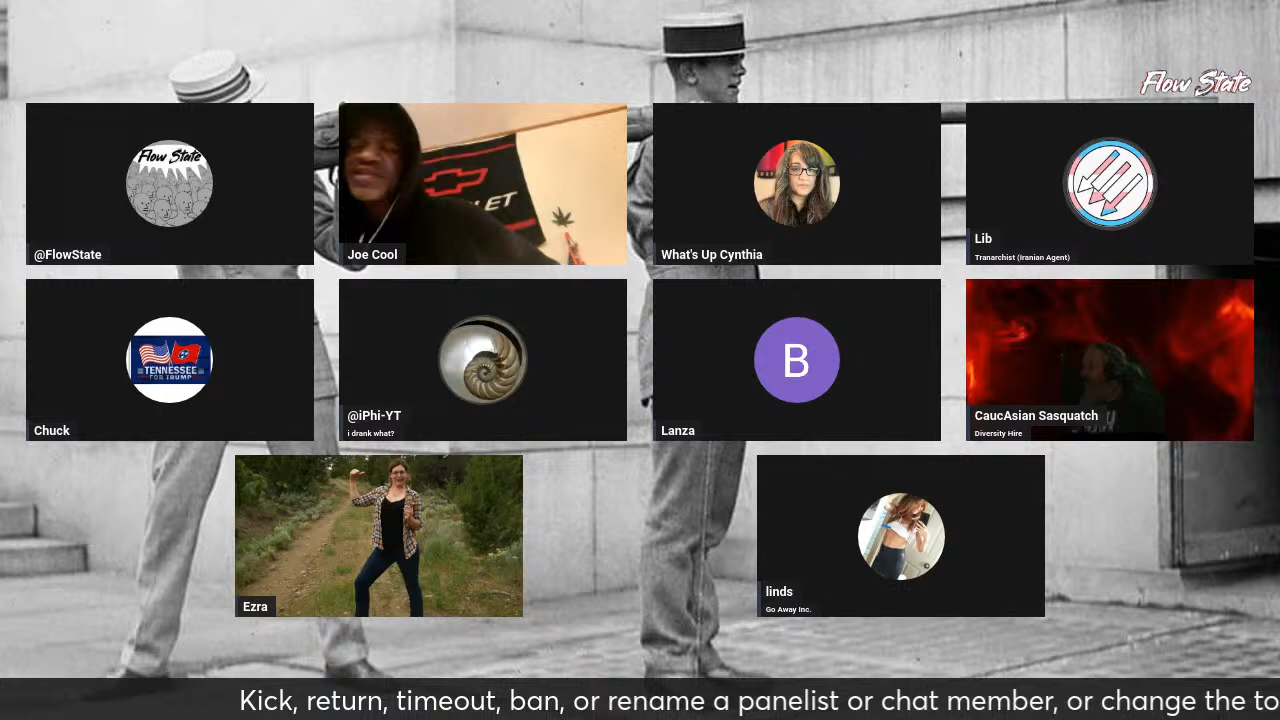 Flow State
Flow State
@FlowState
LET
Joe Cool
What's Up Cynthia
Lib
Tranarchist (Iranian Agent)
TENNESSEE
FOR TRUMP
Chuck
@iPhi-YT
i drank what?
B
Lanza
CaucAsian Sasquatch
Diversity Hire
Ezra
linds
Go Away Inc.
Kick, return, timeout, ban, or rename a panelist or chat member, or change the to